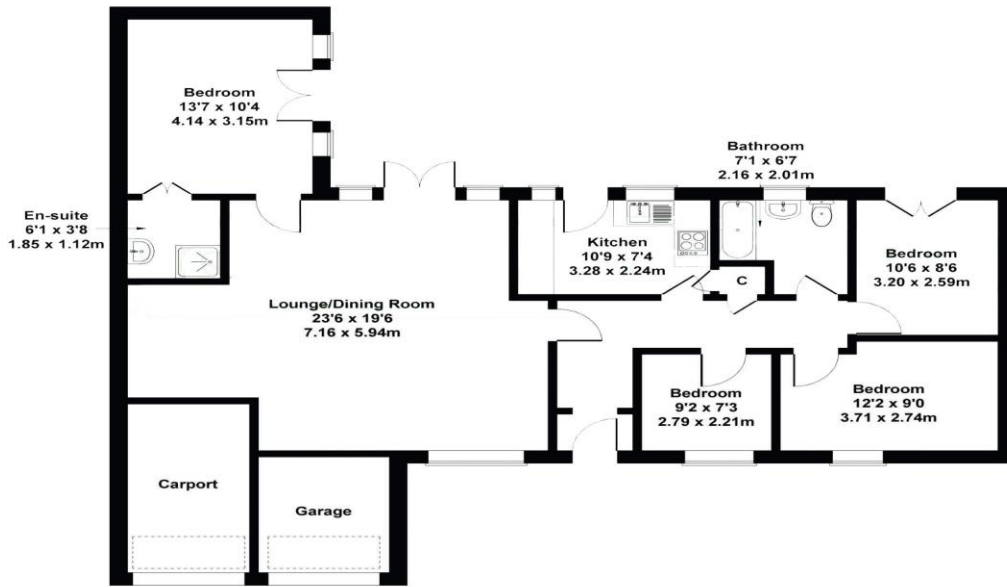 Bedroom
13'7 x 10'4
4.14 x 3.15m
Bathroom
7'1 x 6'7
2.16 x 2.01m
En-suite
6'1 x 3'8
1.85 x 1.12m
Kitchen
10'9 x 7'4
3.28 x 2.24m
C
Bedroom
10'6 x 8'6
3.20 x 2.59m
Lounge/Dining Room
23'6 x 19'6
7.16 x 5.94m
Bedroom
9'2 x 7'3
2.79 x 2.21m
Bedroom
12'2 x 9'0
3.71 x 2.74m
Carport
Garage